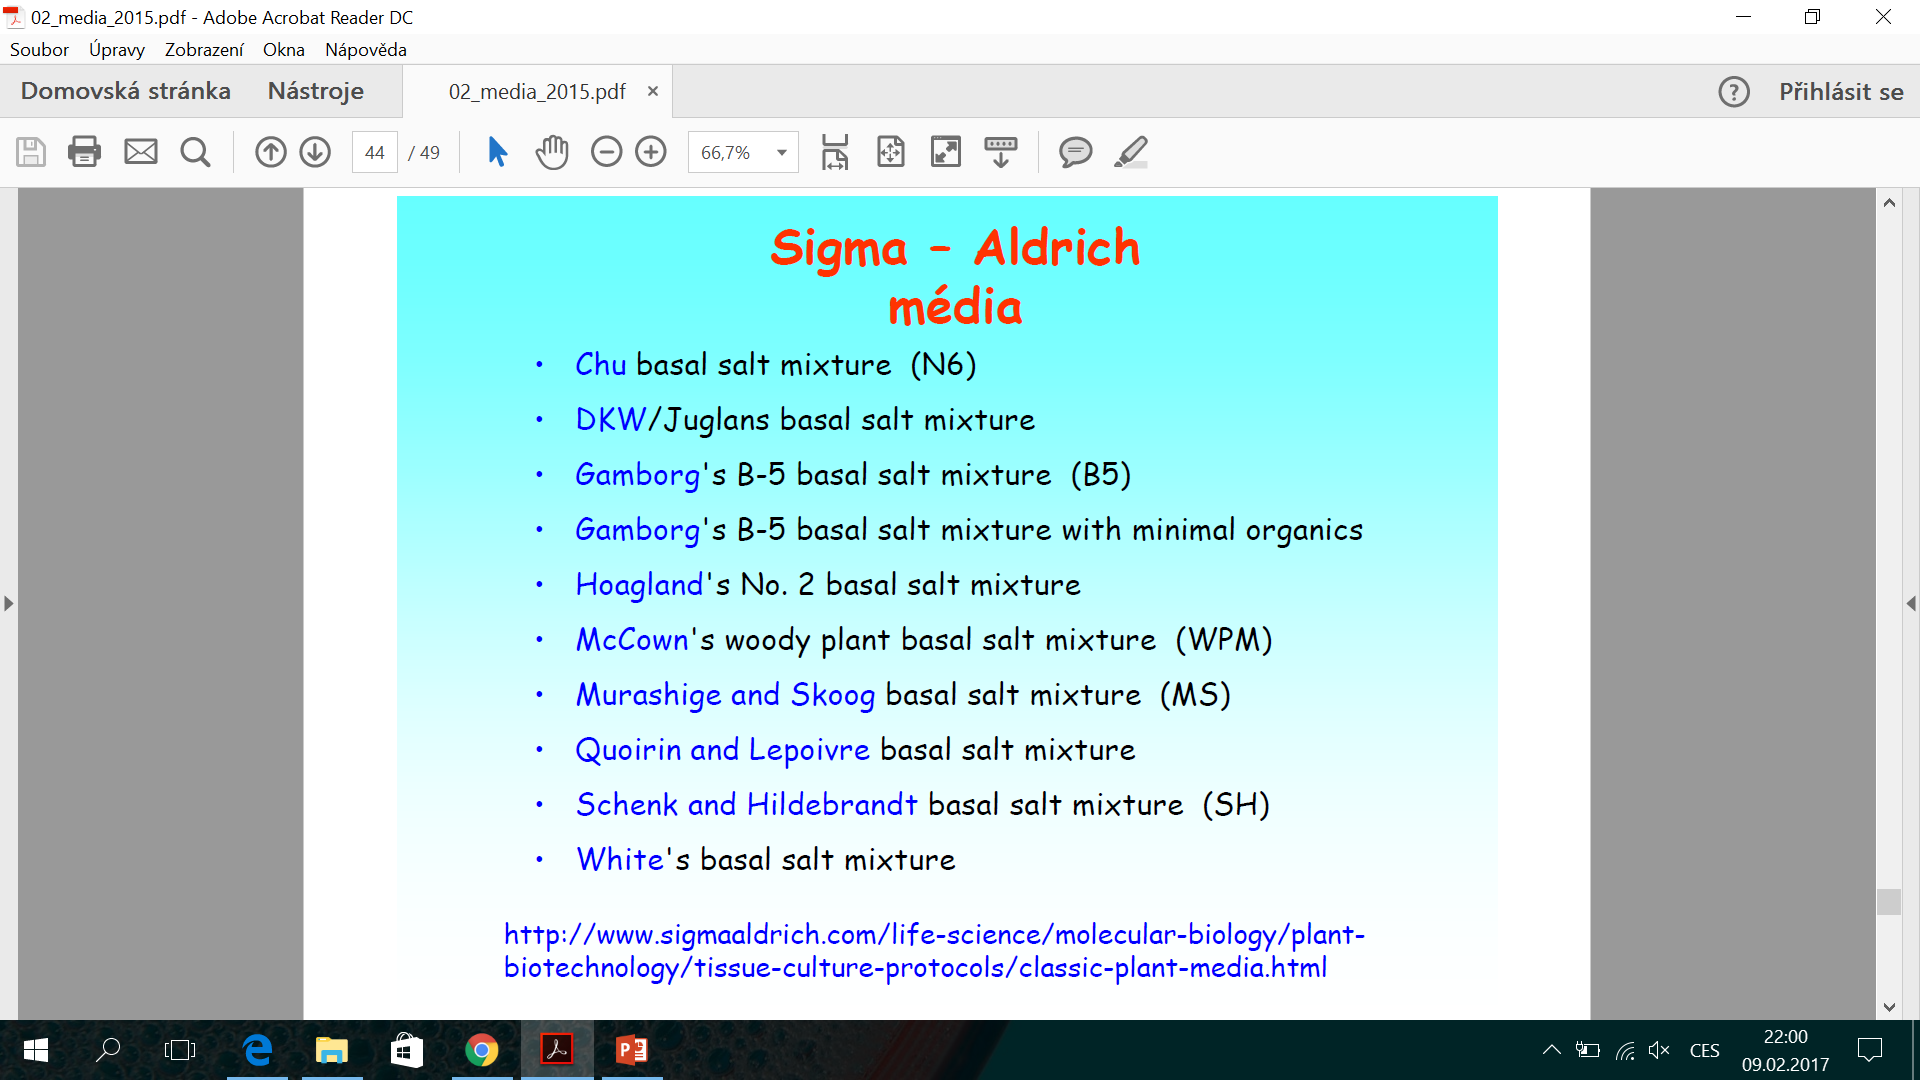 02_media_2015.pdf - Adobe Acrobat Reader DC
Soubor Úpravy Zobrazení Okna Nápověda
Domovská stránka Nástroje 02_media_2015.pdf × ? Přihlásit se
44 / 49 66,7%
Sigma – Aldrich
média
• Chu basal salt mixture (N6)
• DKW/Juglans basal salt mixture
• Gamborg's B-5 basal salt mixture (B5)
• Gamborg's B-5 basal salt mixture with minimal organics
• Hoagland's No. 2 basal salt mixture
• McCown's woody plant basal salt mixture (WPM)
• Murashige and Skoog basal salt mixture (MS)
• Quoirin and Lepoivre basal salt mixture
• Schenk and Hildebrandt basal salt mixture (SH)
• White's basal salt mixture
http://www.sigmaaldrich.com/life-science/molecular-biology/plant-
biotechnology/tissue-culture-protocols/classic-plant-media.html
CES 22:00
09.02.2017